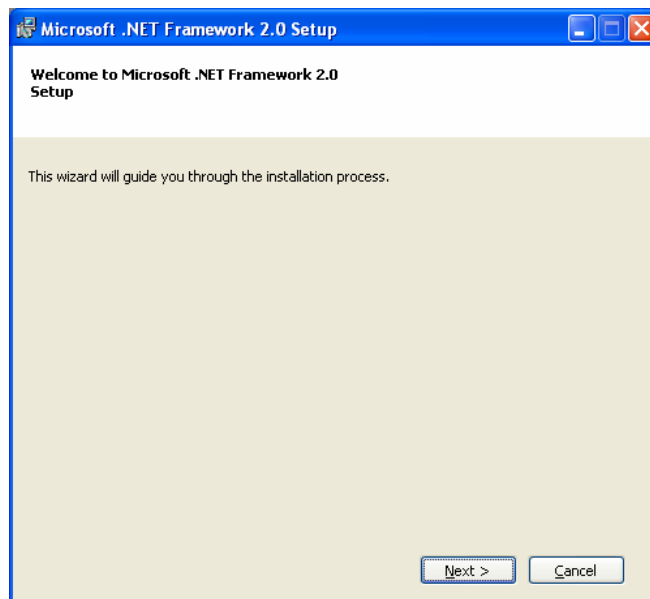 Microsoft .NET Framework 2.0 Setup
Welcome to Microsoft .NET Framework 2.0
Setup
This wizard will guide you through the installation process.
Next >
Cancel